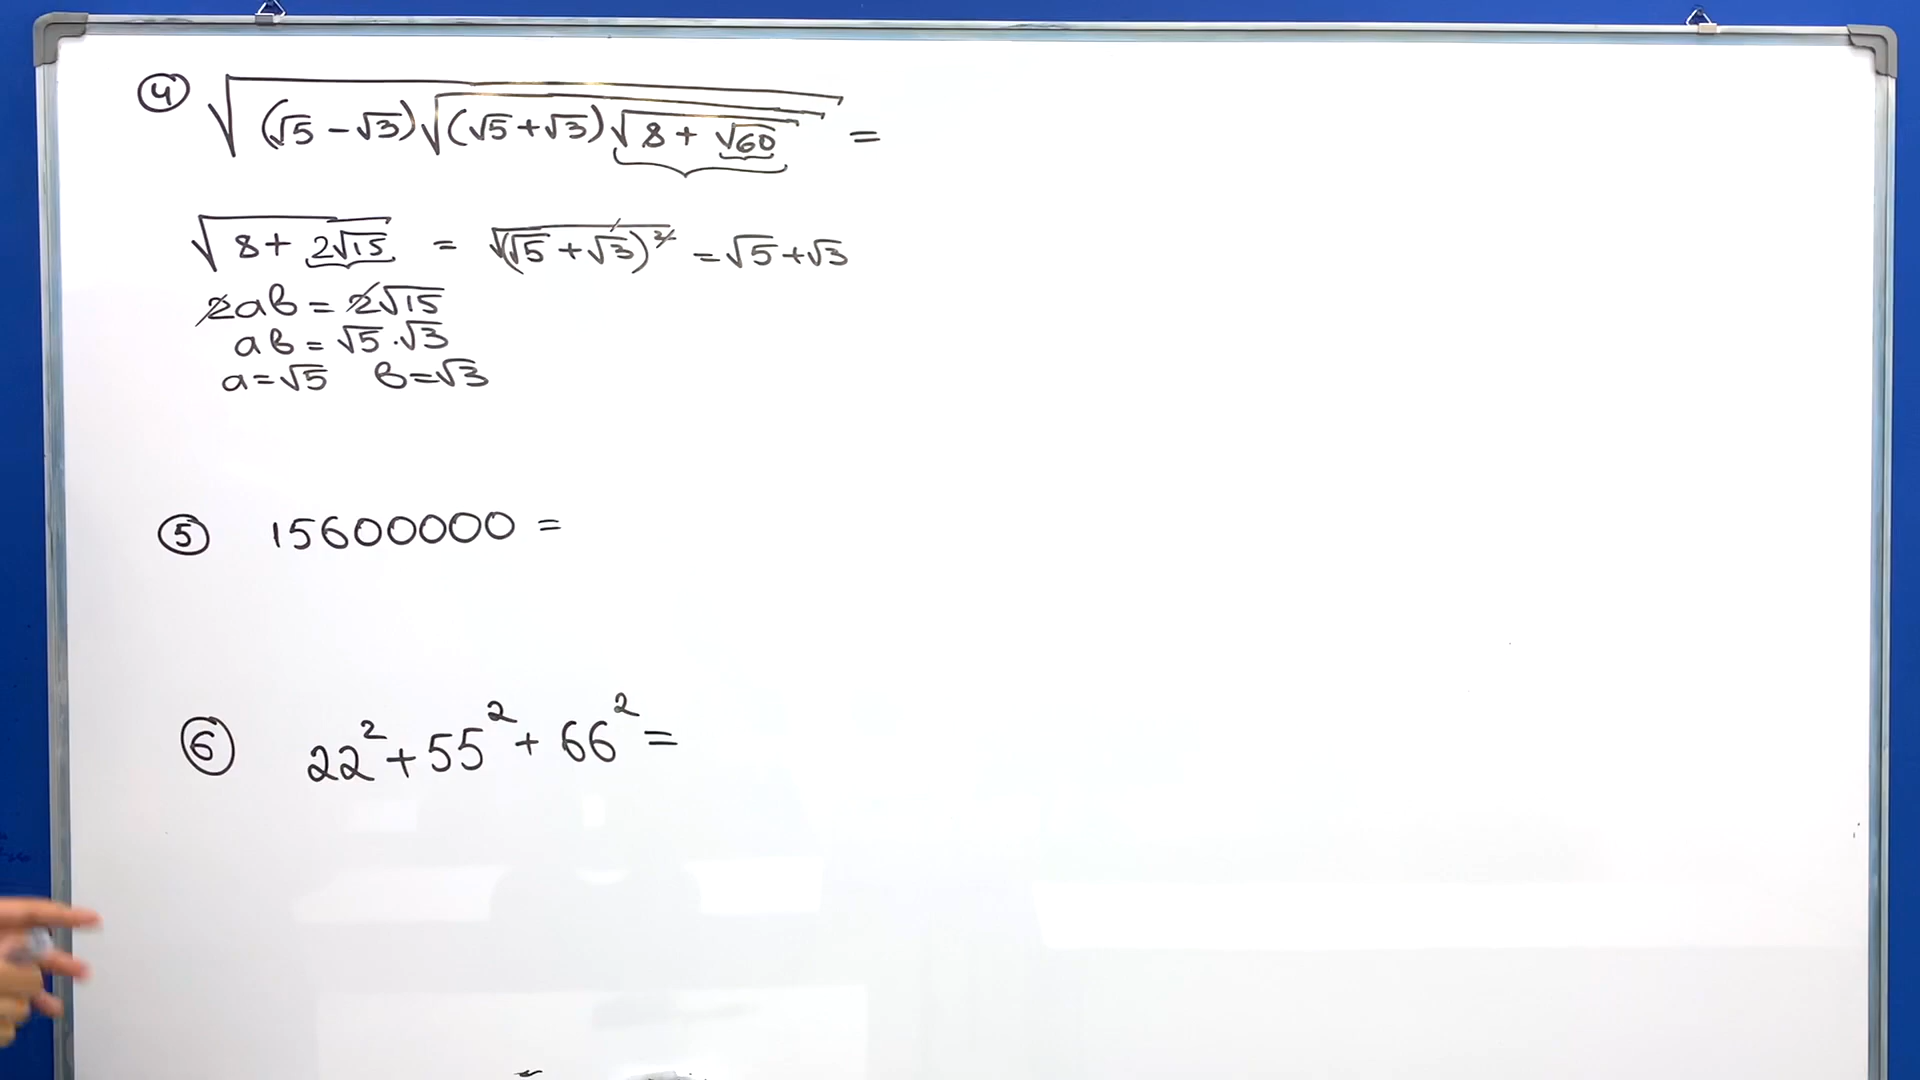 ④ √((√5 - √3)√((√5 + √3)√(8 + √60))) =
√(8 + 2√15) = √((√5 + √3)²) = √5 + √3
2ab = 2√15
ab = √5 · √3
a = √5 b = √3
⑤ 15600000 =
⑥ 22² + 55² + 66² =